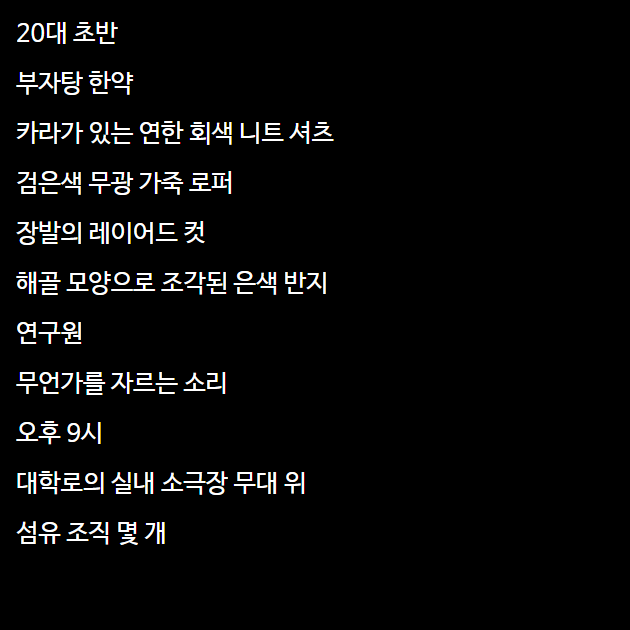 20대 초반
부자탕 한약
카라가 있는 연한 회색 니트 셔츠
검은색 무광 가죽 로퍼
장발의 레이어드 컷
해골 모양으로 조각된 은색 반지
연구원
무언가를 자르는 소리
오후 9시
대학로의 실내 소극장 무대 위
섬유 조직 몇 개